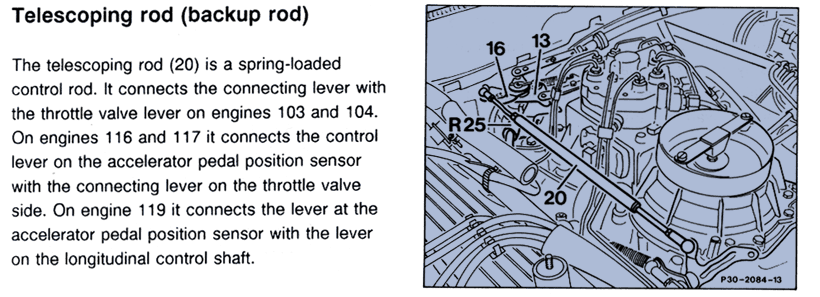 Telescoping rod (backup rod)
The telescoping rod (20) is a spring-loaded
control rod. It connects the connecting lever with
the throttle valve lever on engines 103 and 104.
On engines 116 and 117 it connects the control
lever on the accelerator pedal position sensor
with the connecting lever on the throttle valve
side. On engine 119 it connects the lever at the
accelerator pedal position sensor with the lever
on the longitudinal control shaft.
16
13
R25
20
P30-2084-13